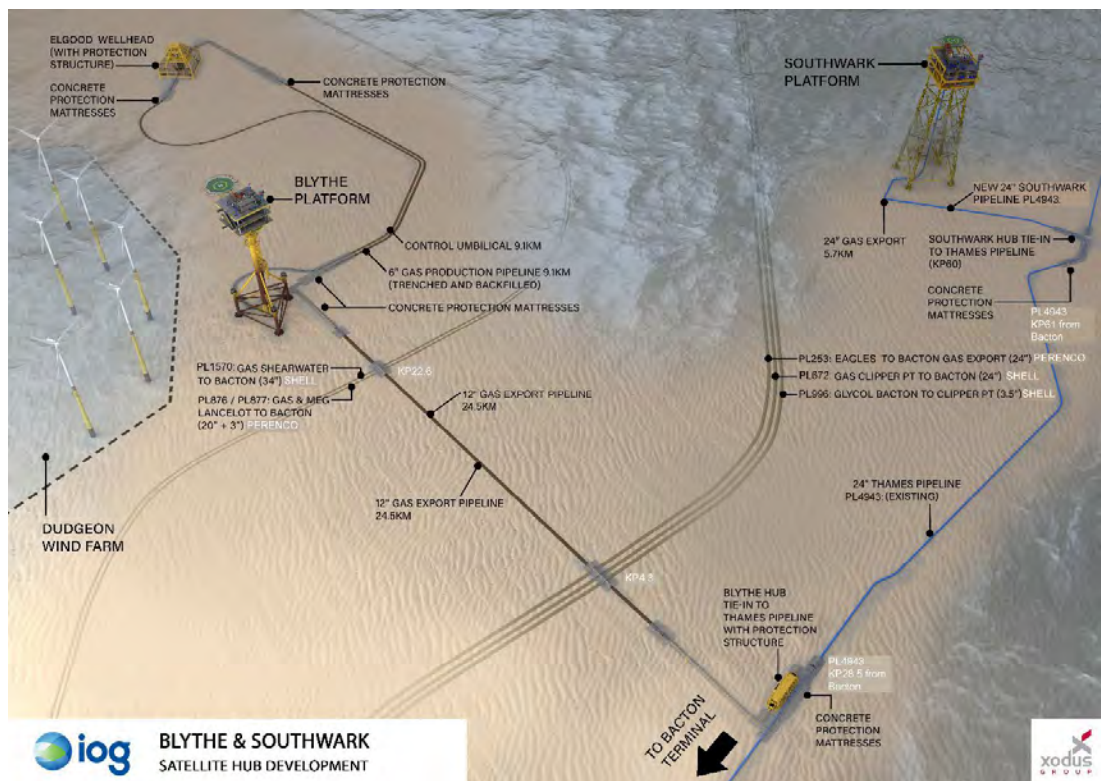 ELGOOD WELLHEAD
(WITH PROTECTION
STRUCTURE)
CONCRETE
PROTECTION
MATTRESSES
CONCRETE PROTECTION
MATTRESSES
SOUTHWARK
PLATFORM
BLYTHE
PLATFORM
NEW 24" SOUTHWARK
PIPELINE PL4943.
24" GAS EXPORT
5.7KM
SOUTHWARK HUB TIE-IN
TO THAMES PIPELINE
(KP60)
CONCRETE
PROTECTION
MATTRESSES
PL4943
KP61 from
Bacton
CONTROL UMBILICAL 9.1KM
6" GAS PRODUCTION PIPELINE 9.1KM
(TRENCHED AND BACKFILLED)
CONCRETE PROTECTION MATTRESSES
PL1570: GAS SHEARWATER
TO BACTON (34") SHELL
KP22.6
PL876 / PL877: GAS & MEG
LANCELOT TO BACTON
(20" + 3") PERENCO
PL253: EAGLES TO BACTON GAS EXPORT (24") PERENCO
PL672: GAS CLIPPER PT TO BACTON (24") SHELL
PL996: GLYCOL BACTON TO CLIPPER PT (3.5") SHELL
12" GAS EXPORT PIPELINE
24.5KM
12" GAS EXPORT PIPELINE
24.5KM
24" THAMES PIPELINE
PL4943: (EXISTING)
DUDGEON
WIND FARM
KP4.3
BLYTHE HUB
TIE-IN TO
THAMES PIPELINE
WITH PROTECTION
STRUCTURE
PL4943
KP28.5 from
Bacton
CONCRETE
PROTECTION
MATTRESSES
TO BACTON
TERMINAL
iog
BLYTHE & SOUTHWARK
SATELLITE HUB DEVELOPMENT
xodus
GROUP